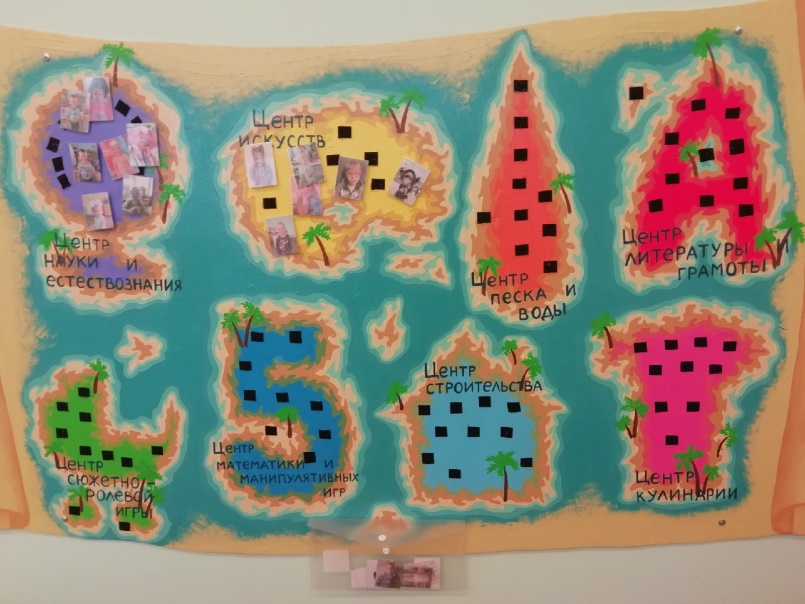 Центр
искусств
Центр
науки и
естествознания
Центр
песка и
воды
Центр
литературы и
грамоты
Центр
сюжетно-
ролевой
игры
Центр
математики и
манипулятивных
игр
Центр
строительства
Центр
кулинарии